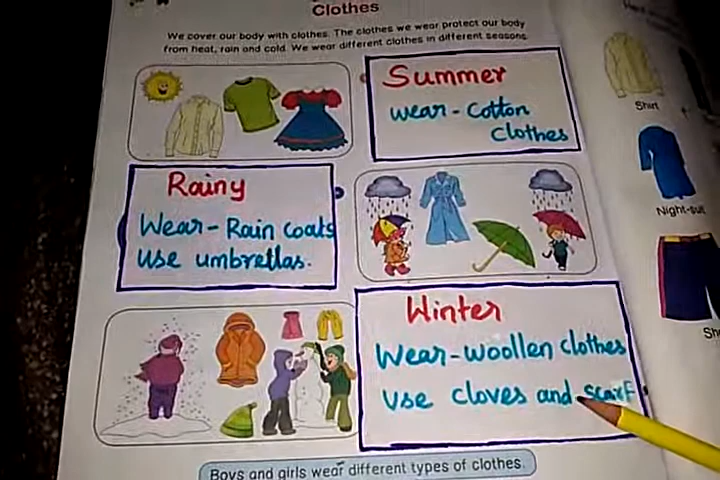 Clothes
We cover our body with clothes. The clothes we wear protect our body
from heat, rain and cold. We wear different clothes in different seasons.
Summer
wear - Cotton
Clothes
Rainy
Wear - Rain coats
use umbrellas.
Winter
Wear - woollen clothes
Use cloves and scarf
Boys and girls wear different types of clothes.
Shirt
Night-suit